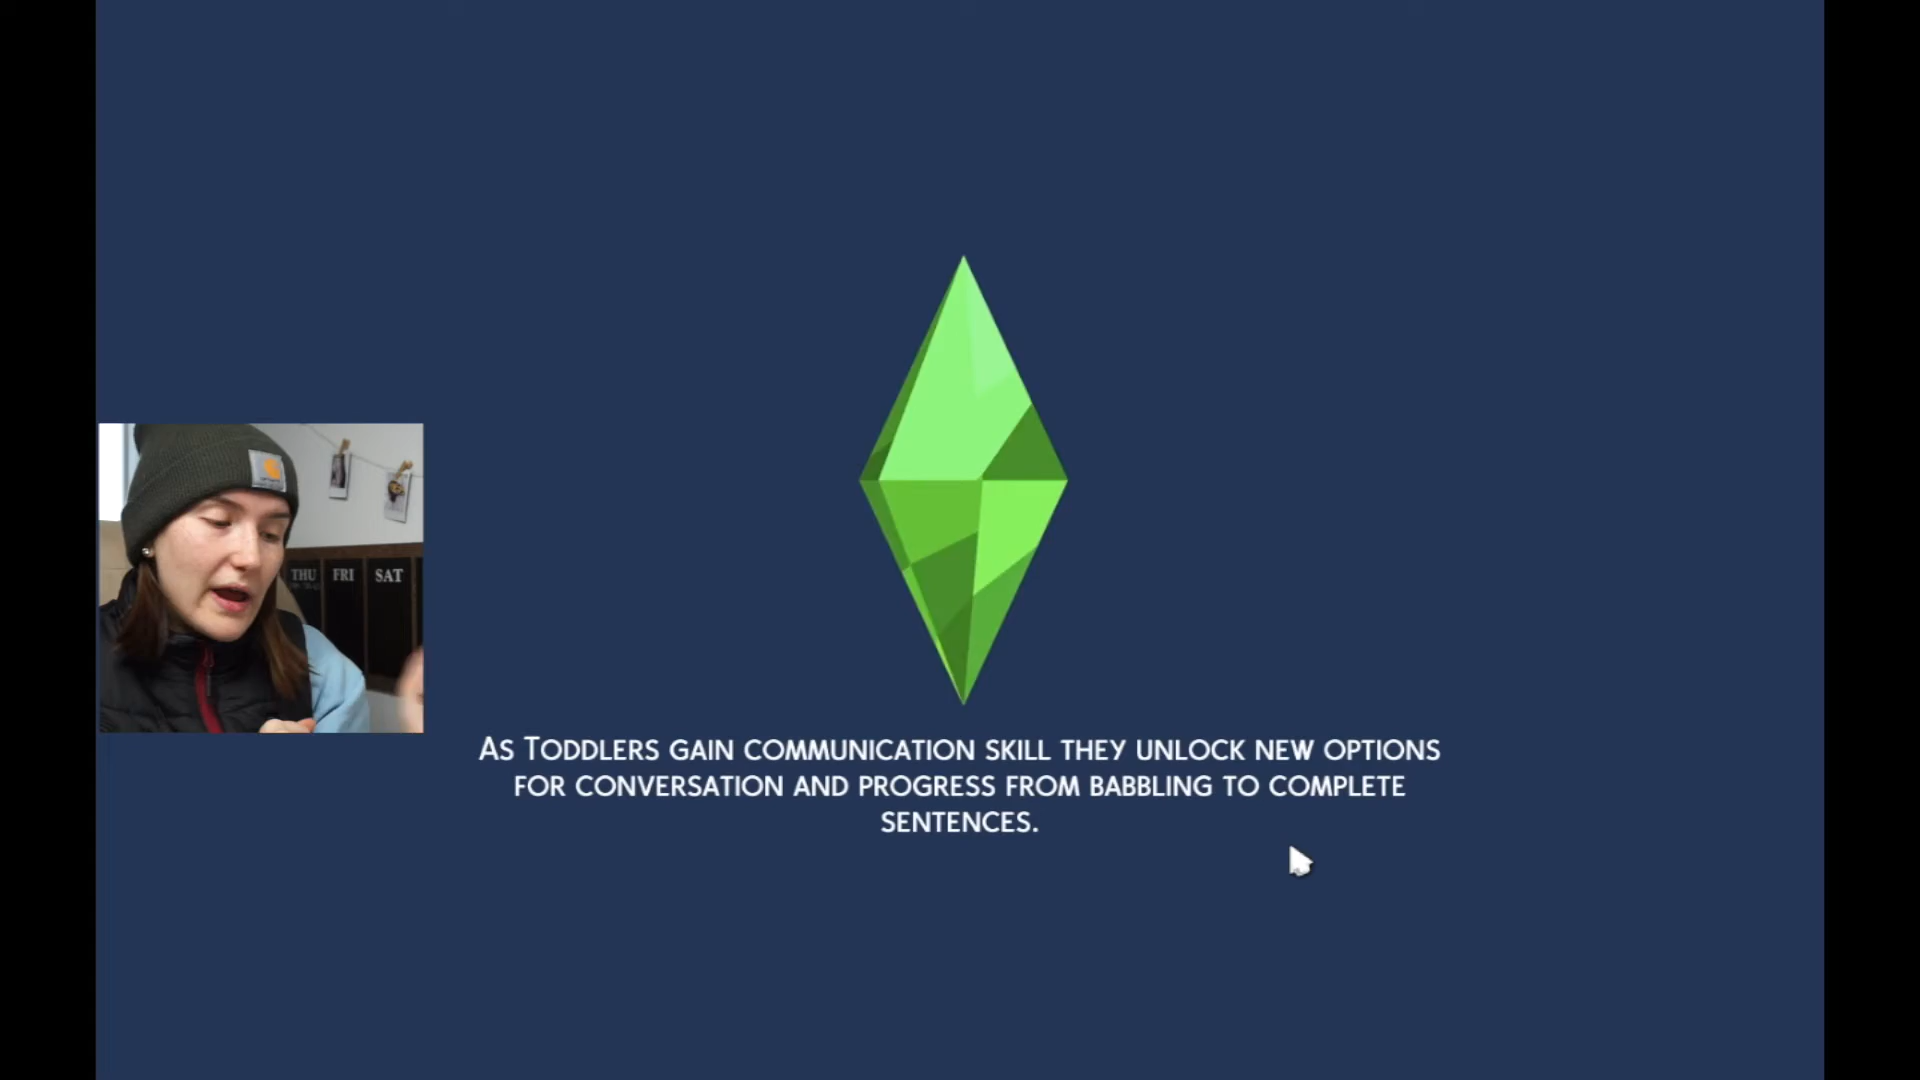 THU FRI SAT
As Toddlers gain communication skill they unlock new options
for conversation and progress from babbling to complete
sentences.